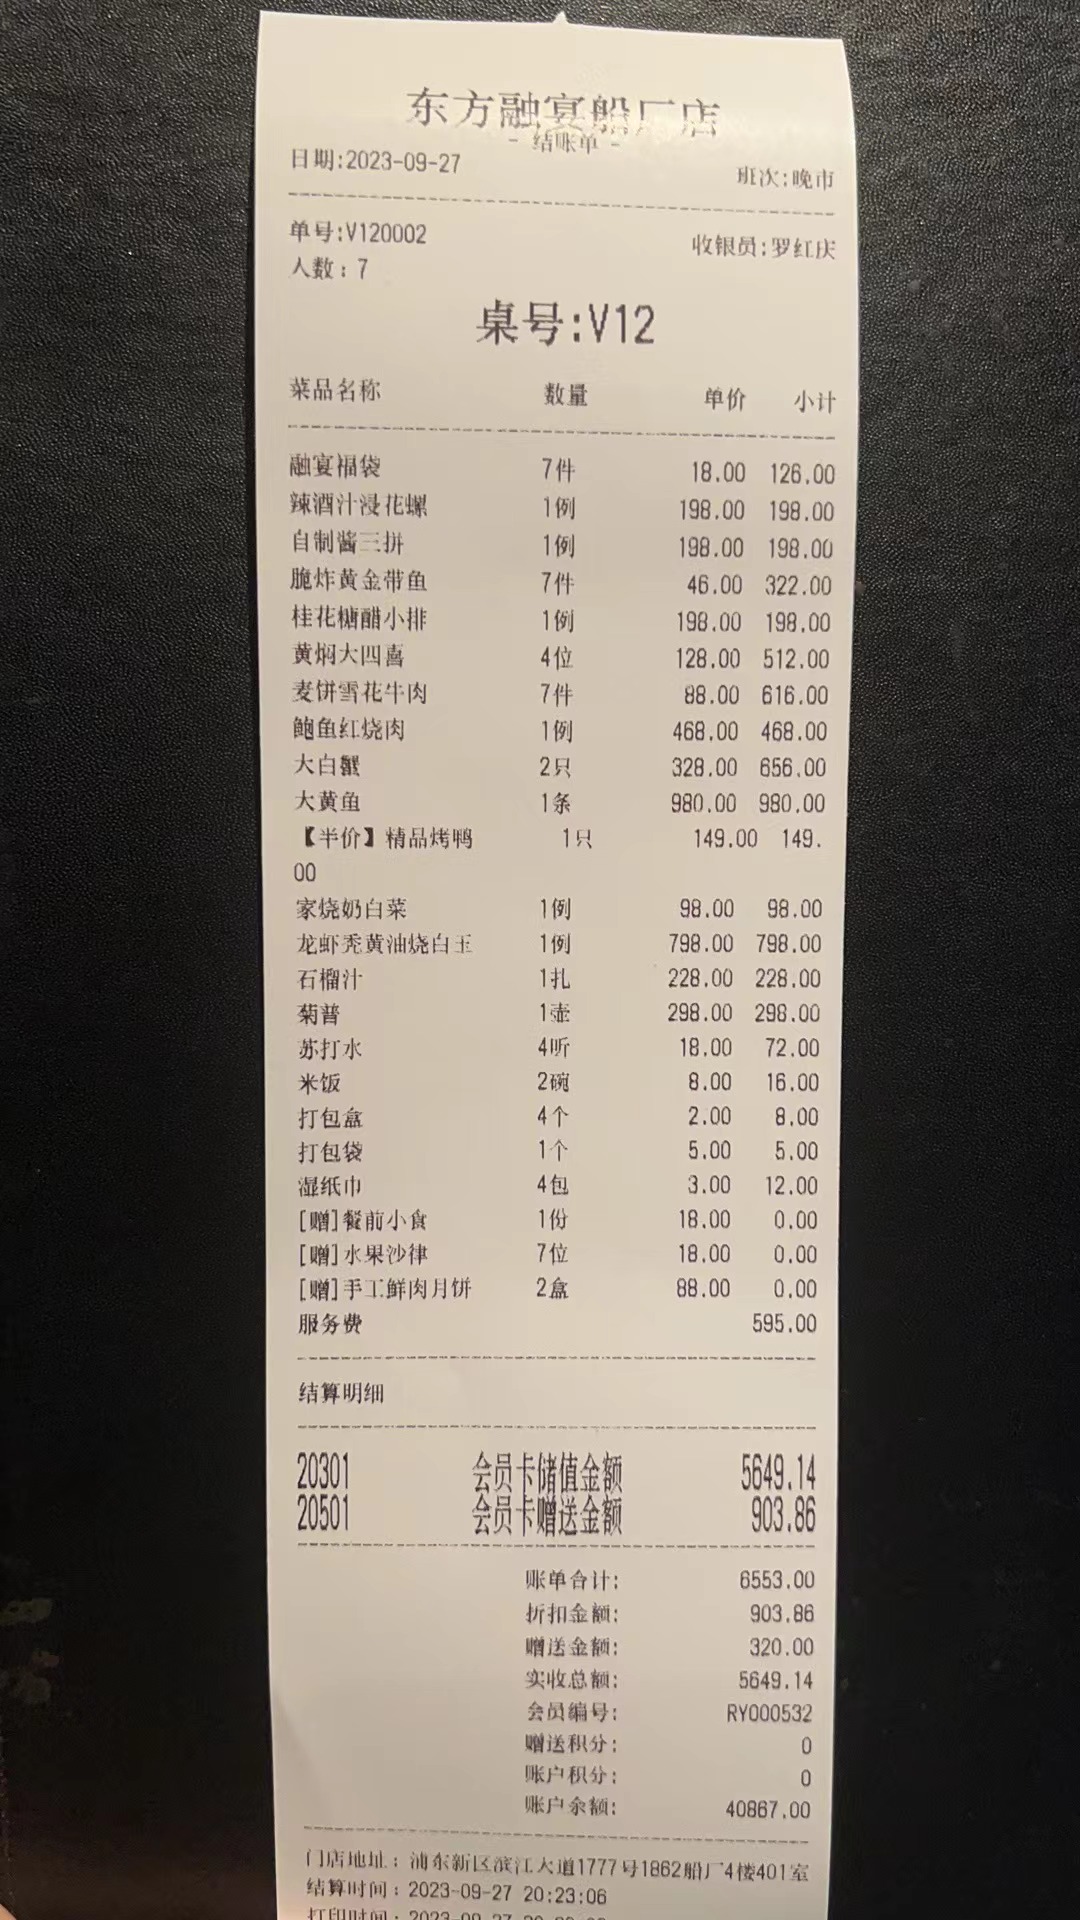 东方融宴船厂店
- 结账单 -
日期:2023-09-27 班次:晚市
单号:V120002 收银员:罗红庆
人数: 7
桌号:V12
菜品名称 数量 单价 小计
融宴福袋 7件 18.00 126.00
辣酒汁浸花螺 1例 198.00 198.00
自制酱三拼 1例 198.00 198.00
脆炸黄金带鱼 7件 46.00 322.00
桂花糖醋小排 1例 198.00 198.00
黄焖大四喜 4位 128.00 512.00
麦饼雪花牛肉 7件 88.00 616.00
鲍鱼红烧肉 1例 468.00 468.00
大白蟹 2只 328.00 656.00
大黄鱼 1条 980.00 980.00
【半价】精品烤鸭 1只 149.00 149.
00
家烧奶白菜 1例 98.00 98.00
龙虾秃黄油烧白玉 1例 798.00 798.00
石榴汁 1扎 228.00 228.00
菊普 1壶 298.00 298.00
苏打水 4听 18.00 72.00
米饭 2碗 8.00 16.00
打包盒 4个 2.00 8.00
打包袋 1个 5.00 5.00
湿纸巾 4包 3.00 12.00
[赠]餐前小食 1份 18.00 0.00
[赠]水果沙律 7位 18.00 0.00
[赠]手工鲜肉月饼 2盒 88.00 0.00
服务费 595.00
结算明细
20301 会员卡储值金额 5649.14
20501 会员卡赠送金额 903.86
账单合计: 6553.00
折扣金额: 903.86
赠送金额: 320.00
实收总额: 5649.14
会员编号: RY000532
赠送积分: 0
账户积分: 0
账户余额: 40867.00
门店地址: 浦东新区滨江大道1777号1862船厂4楼401室
结算时间: 2023-09-27 20:23:06
打印时间: 2023-09-27